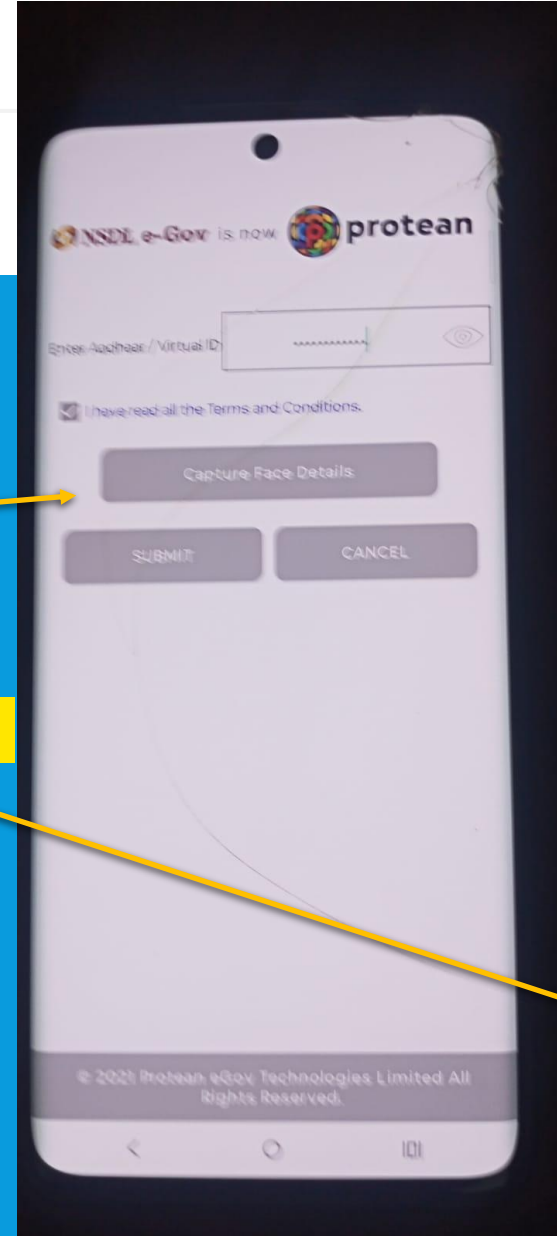 NSDL e-Gov is now protean
Enter Aadhaar / Virtual ID
I have read all the Terms and Conditions.
Capture Face Details
SUBMIT
CANCEL
© 2021 Protean eGov Technologies Limited All
Rights Reserved.